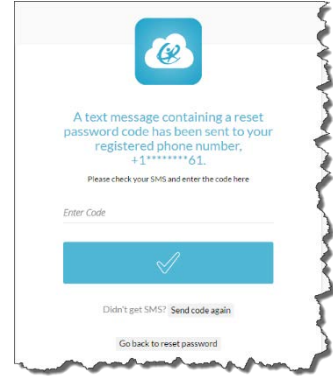 A text message containing a reset
password code has been sent to your
registered phone number,
+1********61.
Please check your SMS and enter the code here
Enter Code
Didn't get SMS? Send code again
Go back to reset password